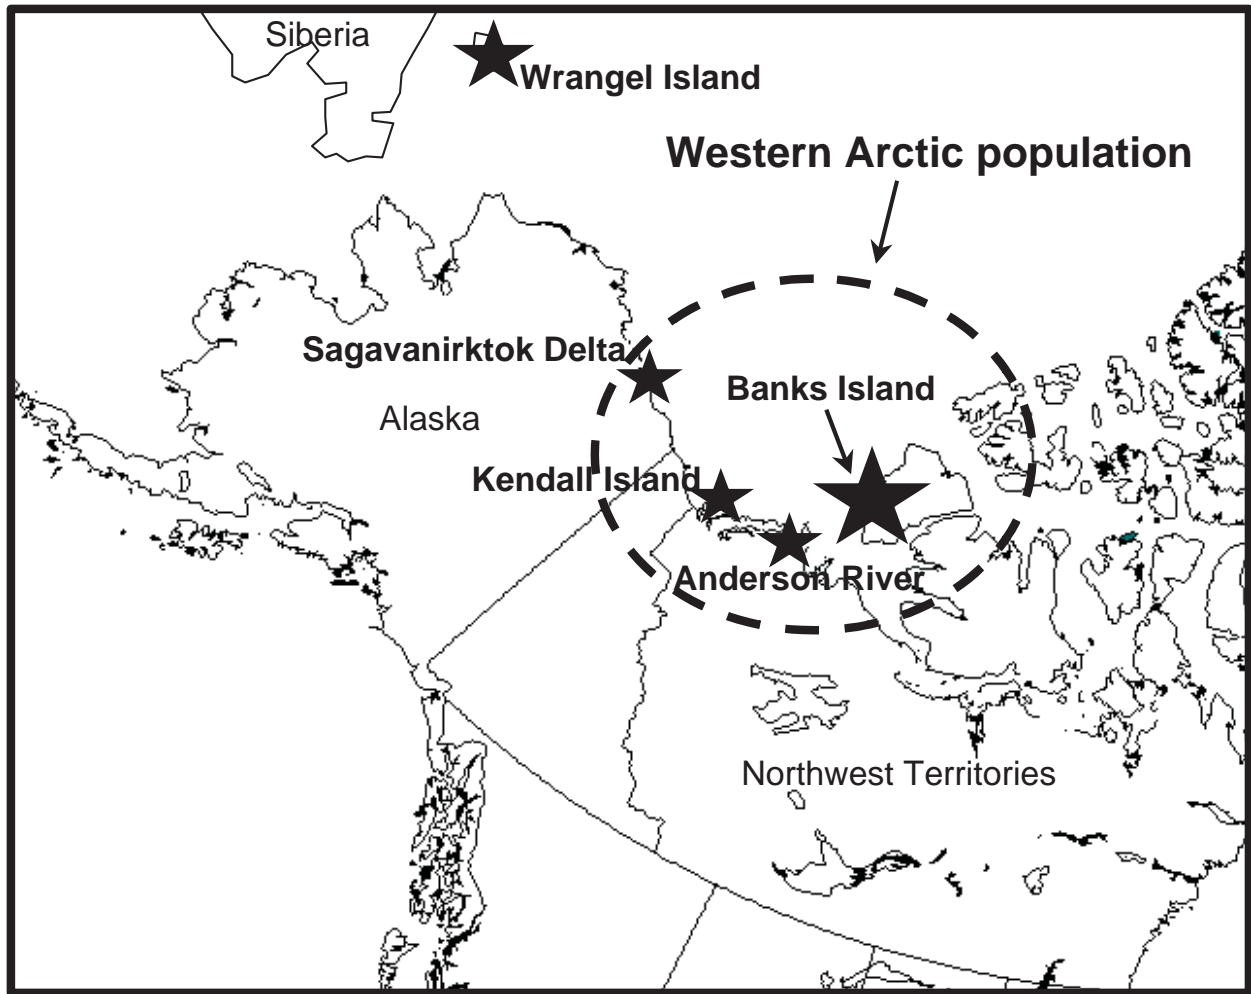 Siberia
Wrangel Island
Western Arctic population
Sagavanirktok Delta
Banks Island
Alaska
Kendall Island
Anderson River
Northwest Territories